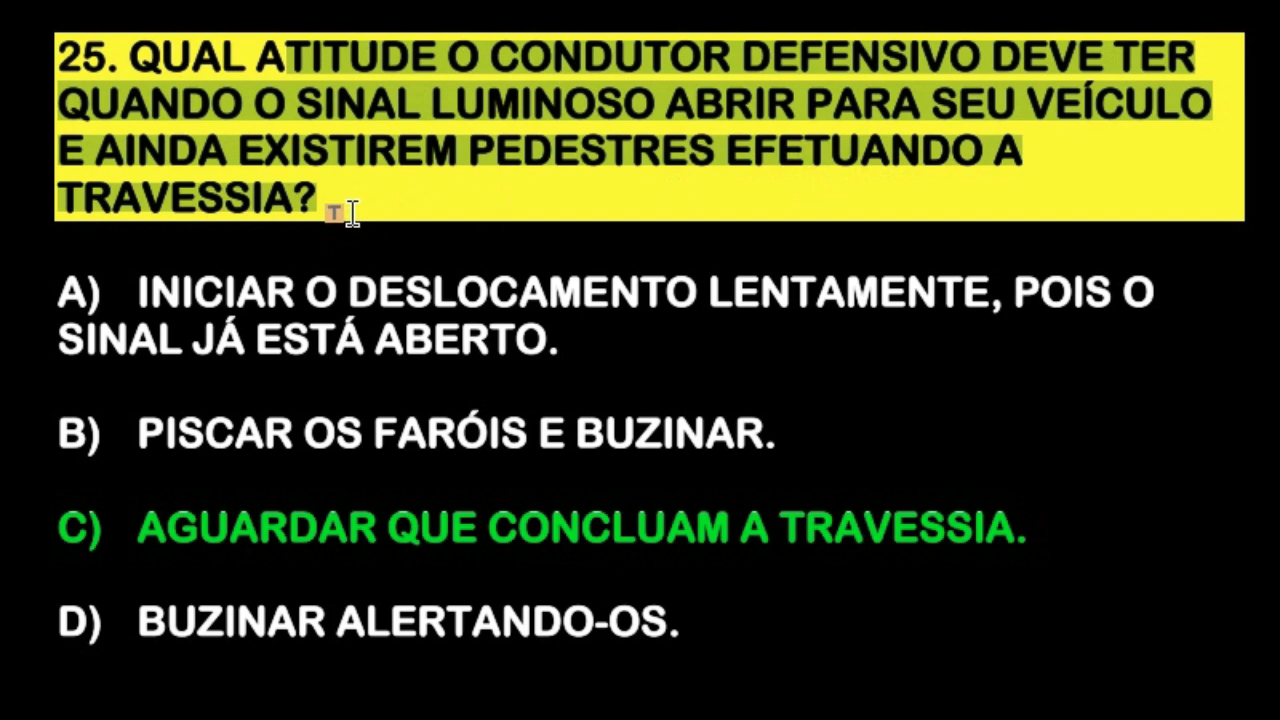 25. QUAL ATITUDE O CONDUTOR DEFENSIVO DEVE TER
QUANDO O SINAL LUMINOSO ABRIR PARA SEU VEÍCULO
E AINDA EXISTIREM PEDESTRES EFETUANDO A
TRAVESSIA?
T
A) INICIAR O DESLOCAMENTO LENTAMENTE, POIS O
SINAL JÁ ESTÁ ABERTO.
B) PISCAR OS FARÓIS E BUZINAR.
C) AGUARDAR QUE CONCLUAM A TRAVESSIA.
D) BUZINAR ALERTANDO-OS.